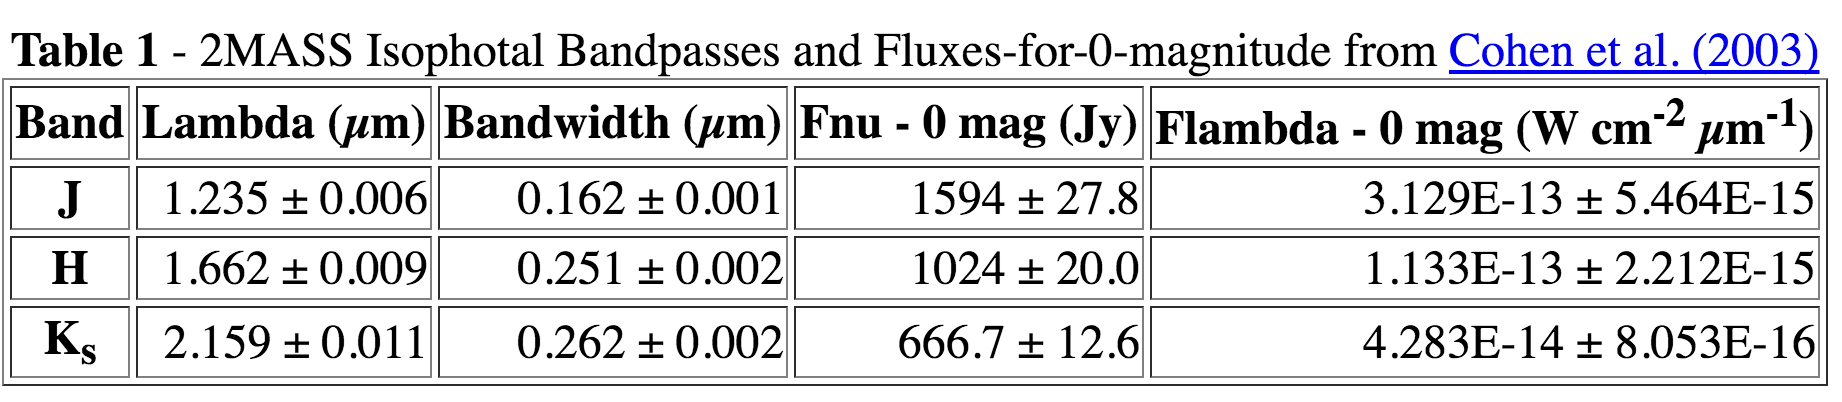 Table 1 - 2MASS Isophotal Bandpasses and Fluxes-for-0-magnitude from Cohen et al. (2003)
Band Lambda (μm) Bandwidth (μm) Fnu - 0 mag (Jy) Flambda - 0 mag (W cm⁻² μm⁻¹)
J 1.235 ± 0.006 0.162 ± 0.001 1594 ± 27.8 3.129E-13 ± 5.464E-15
H 1.662 ± 0.009 0.251 ± 0.002 1024 ± 20.0 1.133E-13 ± 2.212E-15
Kₛ 2.159 ± 0.011 0.262 ± 0.002 666.7 ± 12.6 4.283E-14 ± 8.053E-16